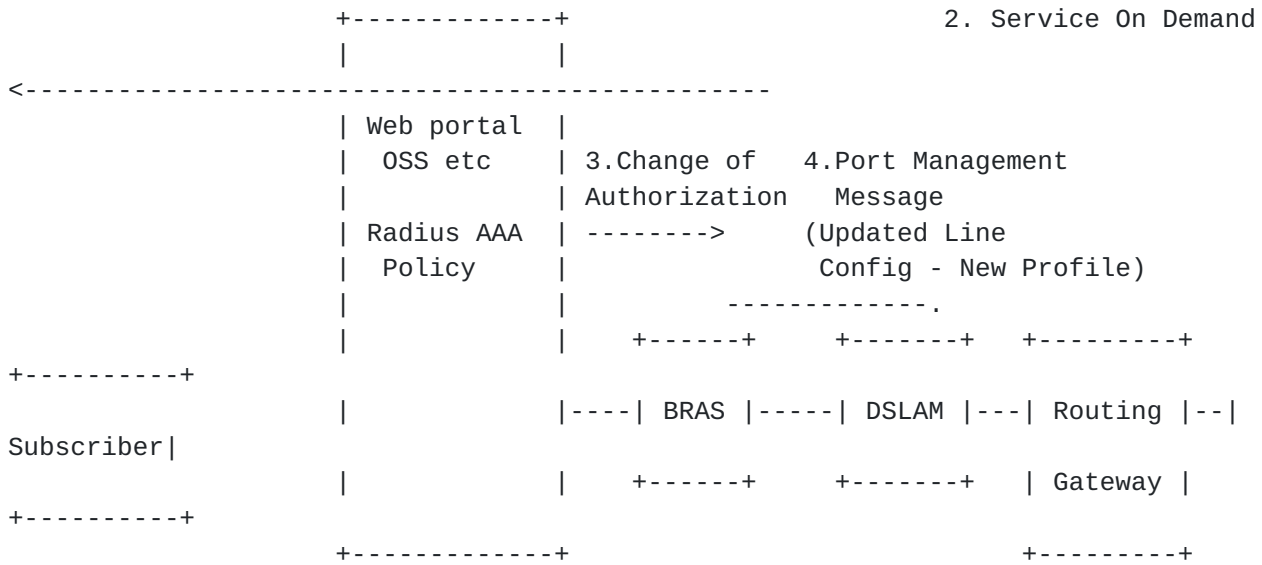 +-------------+                        2. Service On Demand
|             |
<------------------------------------------------
| Web portal  |
|  OSS etc    | 3.Change of   4.Port Management
|             | Authorization   Message
| Radius AAA  | -------->     (Updated Line
|  Policy     |                Config - New Profile)
|             |          -------------.
|             |    +------+     +-------+   +---------+
+----------+
|             |----| BRAS |-----| DSLAM |---| Routing |--|
Subscriber|
|             |    +------+     +-------+   | Gateway |
+----------+
+-------------+                             +---------+